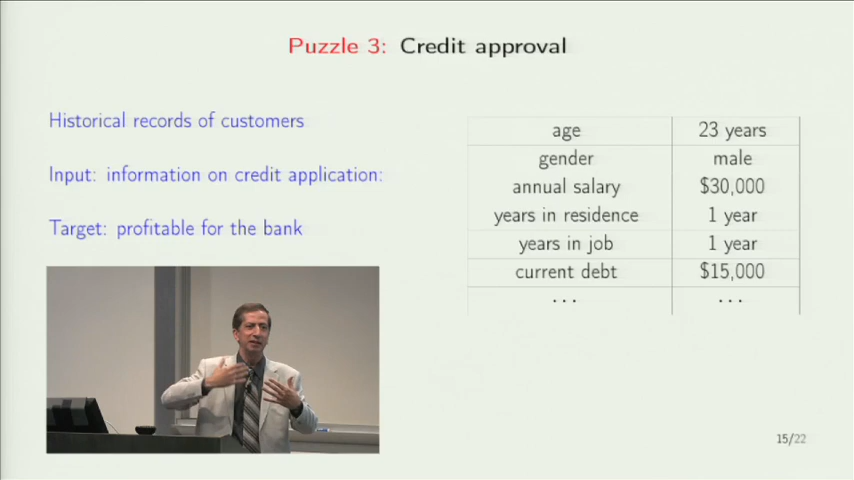 Puzzle 3: Credit approval
Historical records of customers
Input: information on credit application:
Target: profitable for the bank
age 23 years
gender male
annual salary $30,000
years in residence 1 year
years in job 1 year
current debt $15,000
... ...
15/22